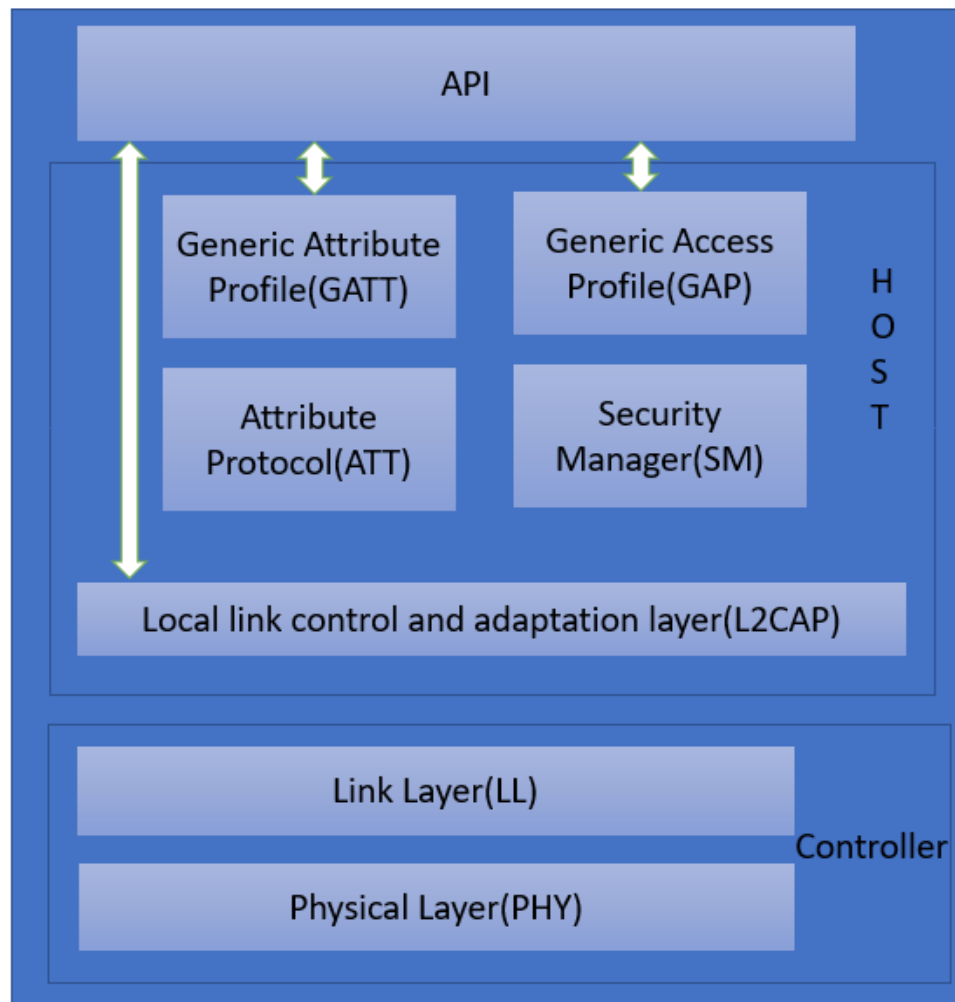 API
Generic Attribute
Profile(GATT)
Generic Access
Profile(GAP)
H
O
S
T
Attribute
Protocol(ATT)
Security
Manager(SM)
Local link control and adaptation layer(L2CAP)
Link Layer(LL)
Controller
Physical Layer(PHY)